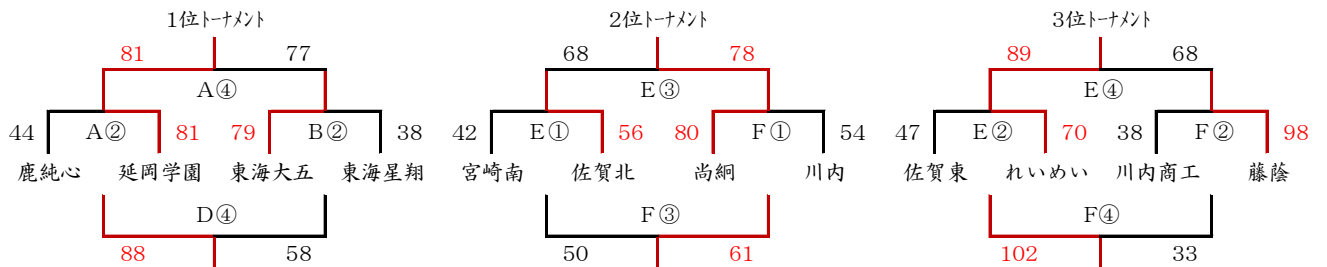 1位トーナメント 2位トーナメント 3位トーナメント
81 77 68 78 89 68
A④ E③ E④
44 A② 81 79 B② 38 42 E① 56 80 F① 54 47 E② 70 38 F② 98
鹿純心 延岡学園 東海大五 東海星翔 宮崎南 佐賀北 尚絅 川内 佐賀東 れいめい 川内商工 藤蔭
D④ F③ F④
88 58 50 61 102 33